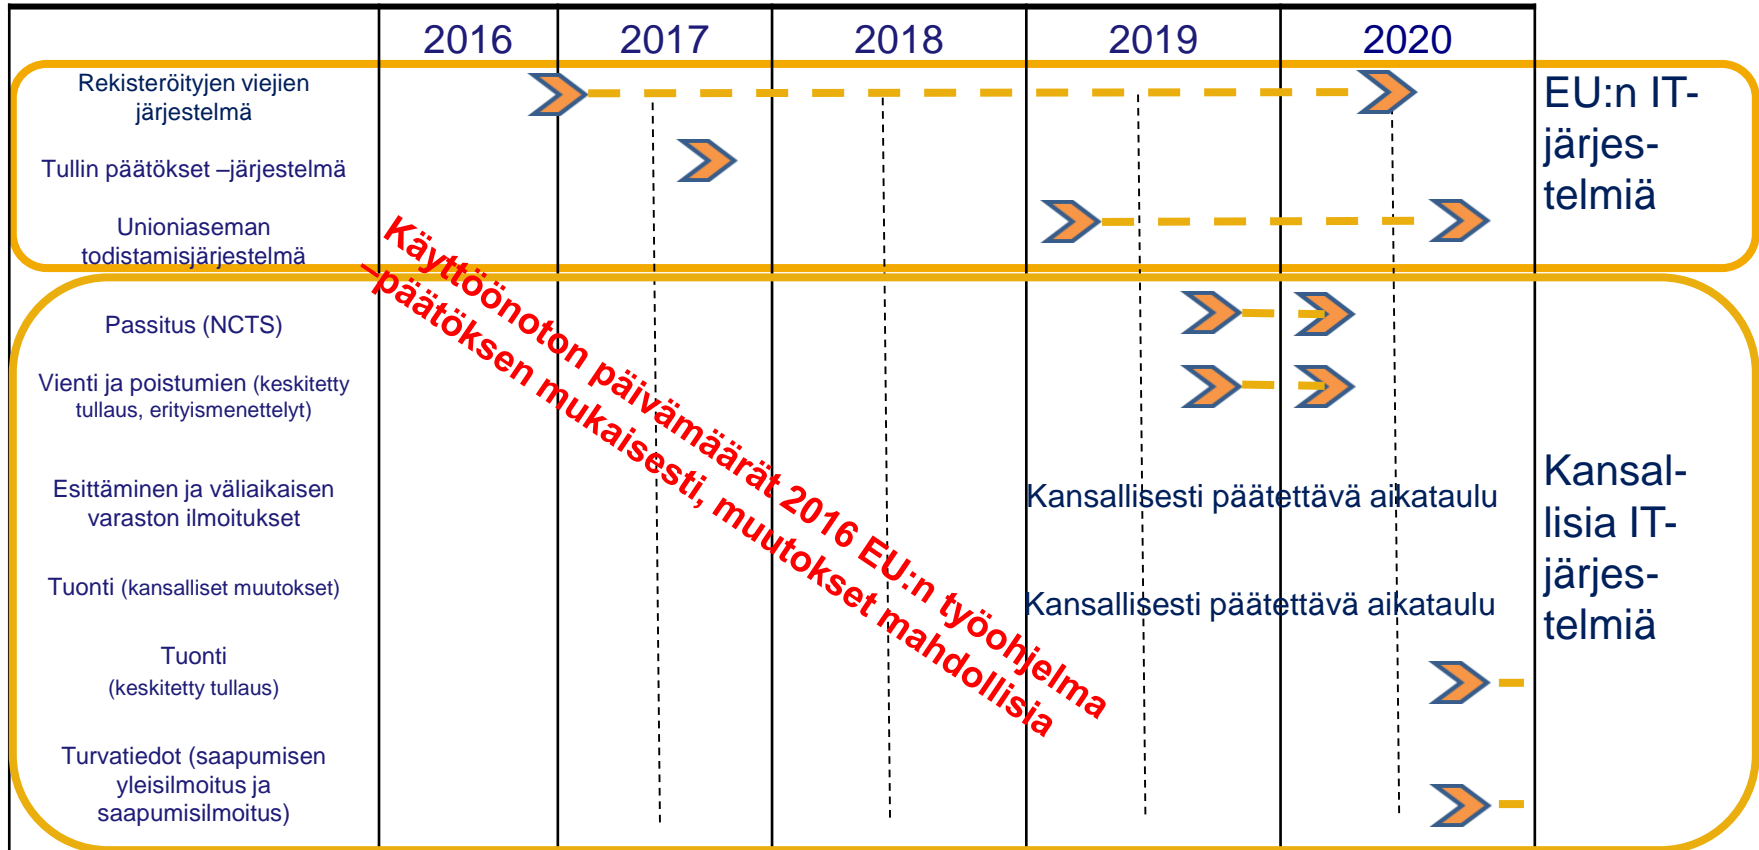 2016 2017 2018 2019 2020
Rekisteröityjen viejien
järjestelmä
Tullin päätökset –järjestelmä
Unioniaseman
todistamisjärjestelmä
EU:n IT-
järjes-
telmiä
Käyttöönoton päivämäärät 2016 EU:n työohjelma
–päätöksen mukaisesti, muutokset mahdollisia
Passitus (NCTS)
Vienti ja poistumien (keskitetty
tullaus, erityismenettelyt)
Esittäminen ja väliaikaisen
varaston ilmoitukset
Kansallisesti päätettävä aikataulu
Tuonti (kansalliset muutokset)
Kansallisesti päätettävä aikataulu
Tuonti
(keskitetty tullaus)
Turvatiedot (saapumisen
yleisilmoitus ja
saapumisilmoitus)
Kansal-
lisia IT-
järjes-
telmiä